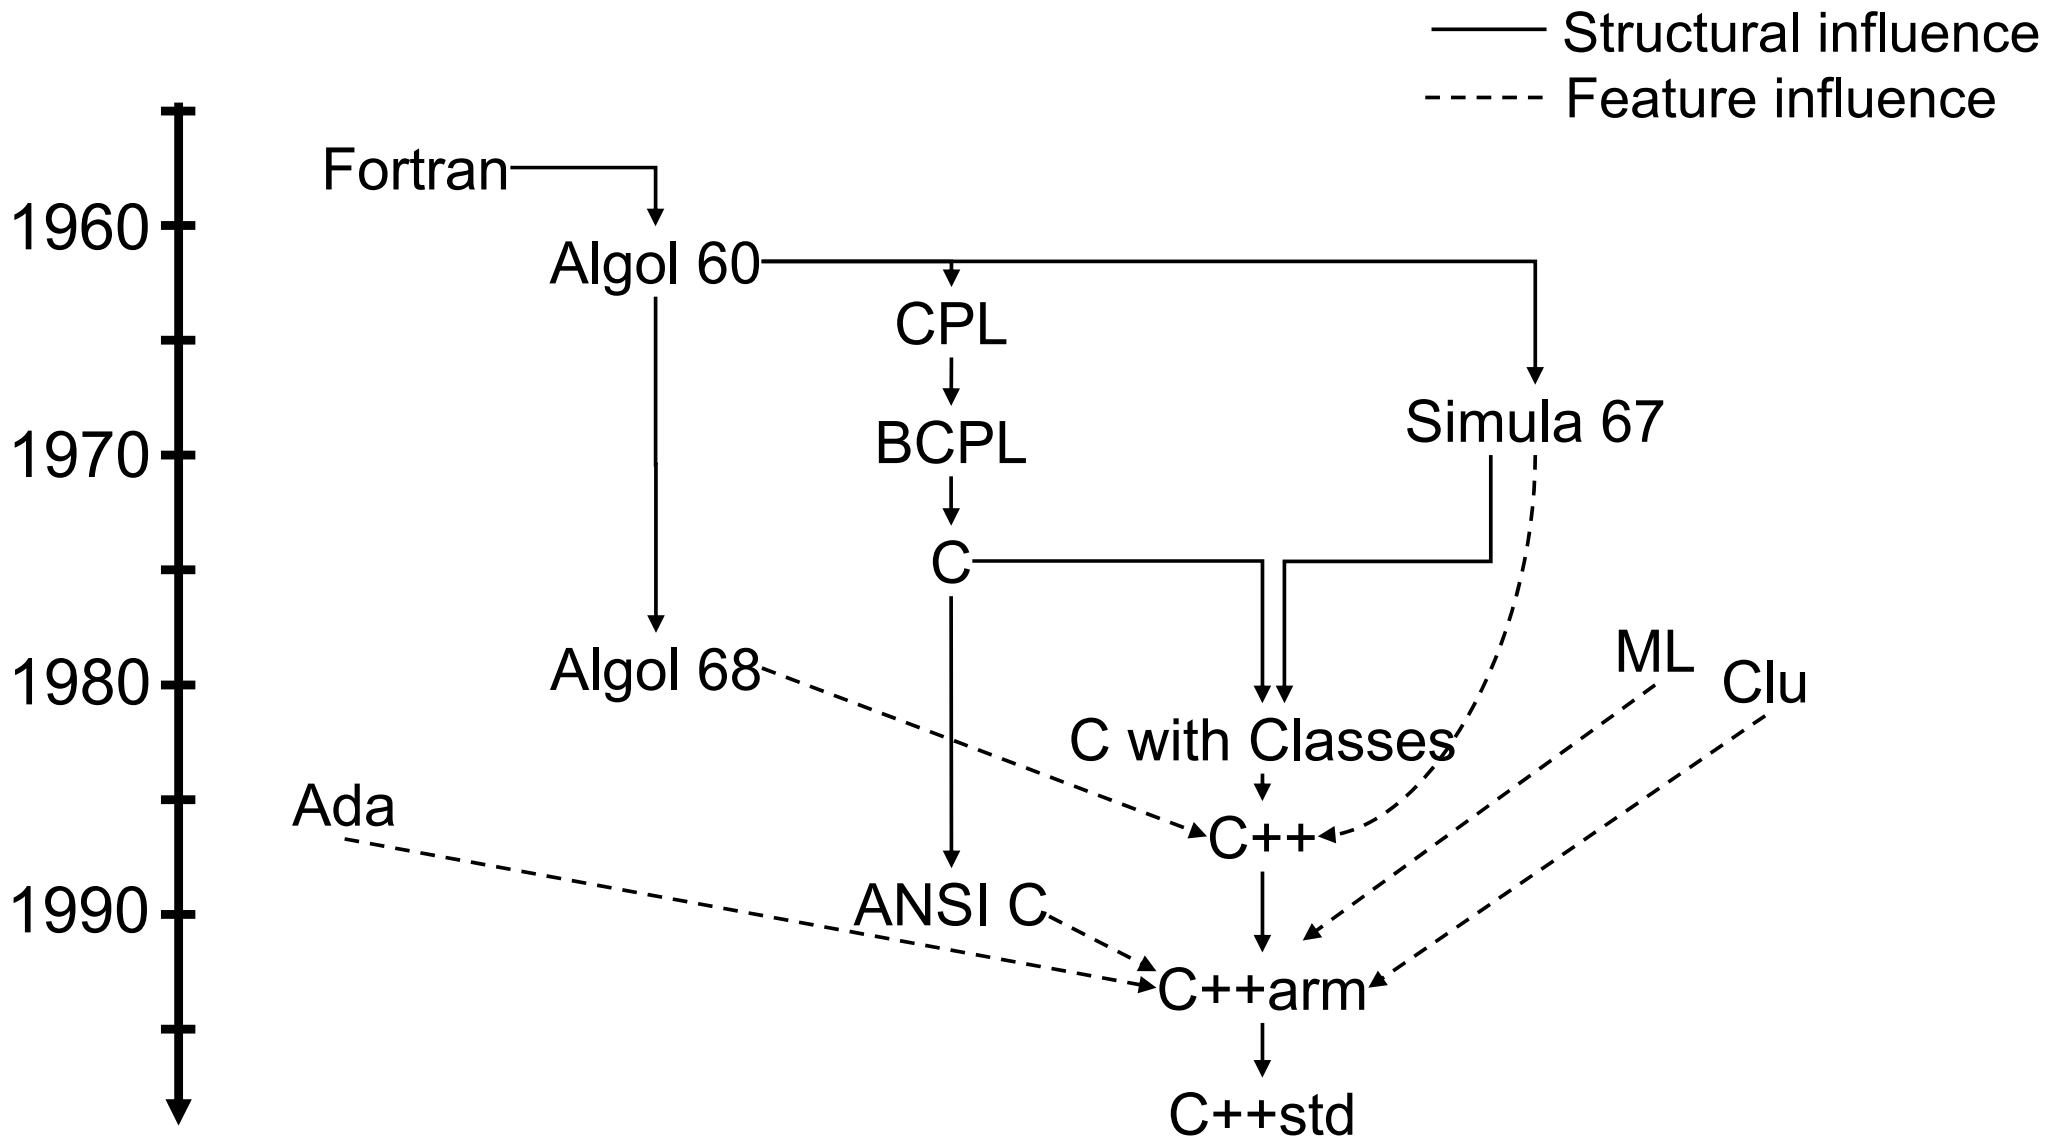 Structural influence
Feature influence
Fortran
1960
Algol 60
CPL
Simula 67
BCPL
1970
C
ML
Algol 68
1980
Clu
C with Classes
Ada
C++
1990
ANSI C
C++arm
C++std